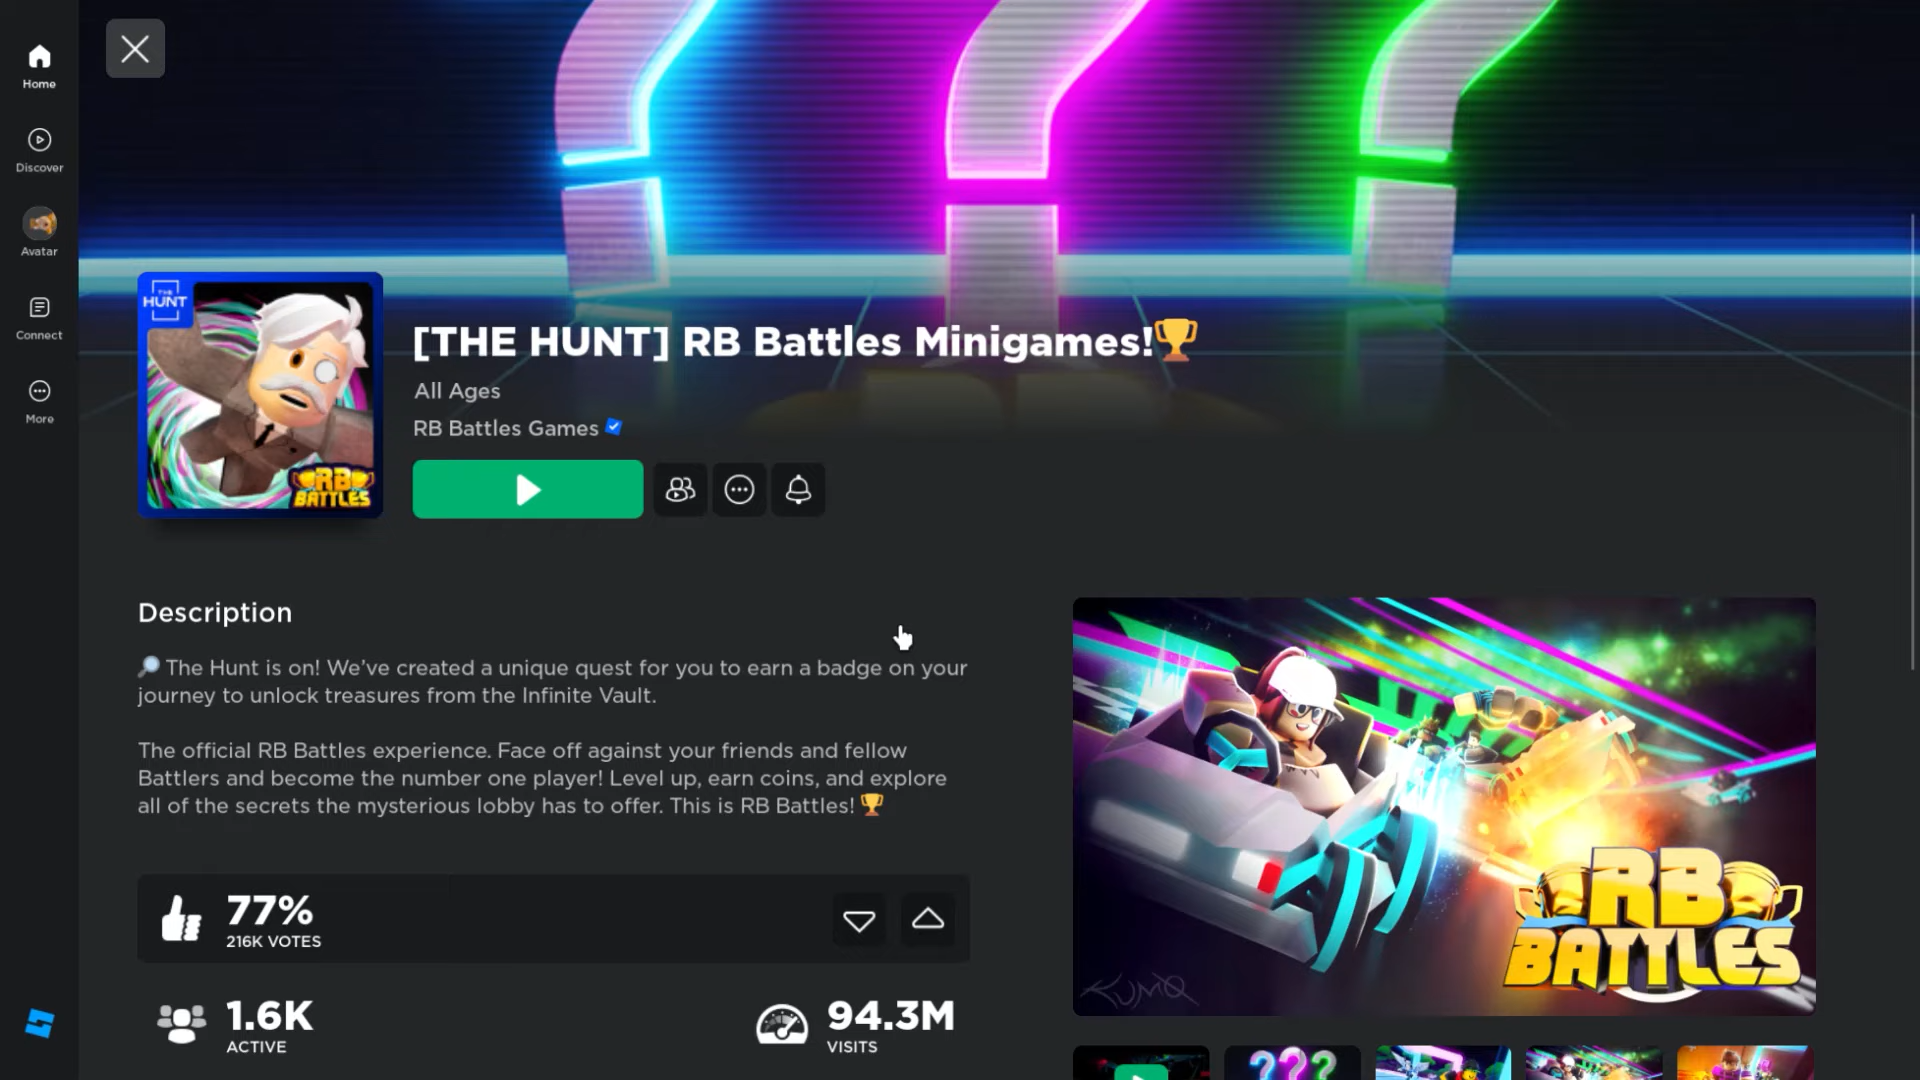 Home
Discover
Avatar
Connect
More
THE
HUNT
RB
BATTLES
[THE HUNT] RB Battles Minigames!🏆
All Ages
RB Battles Games
Description
🔎 The Hunt is on! We’ve created a unique quest for you to earn a badge on your
journey to unlock treasures from the Infinite Vault.
The official RB Battles experience. Face off against your friends and fellow
Battlers and become the number one player! Level up, earn coins, and explore
all of the secrets the mysterious lobby has to offer. This is RB Battles! 🏆
77%
216K VOTES
1.6K
ACTIVE
94.3M
VISITS
RB
BATTLES
KUMQ
???